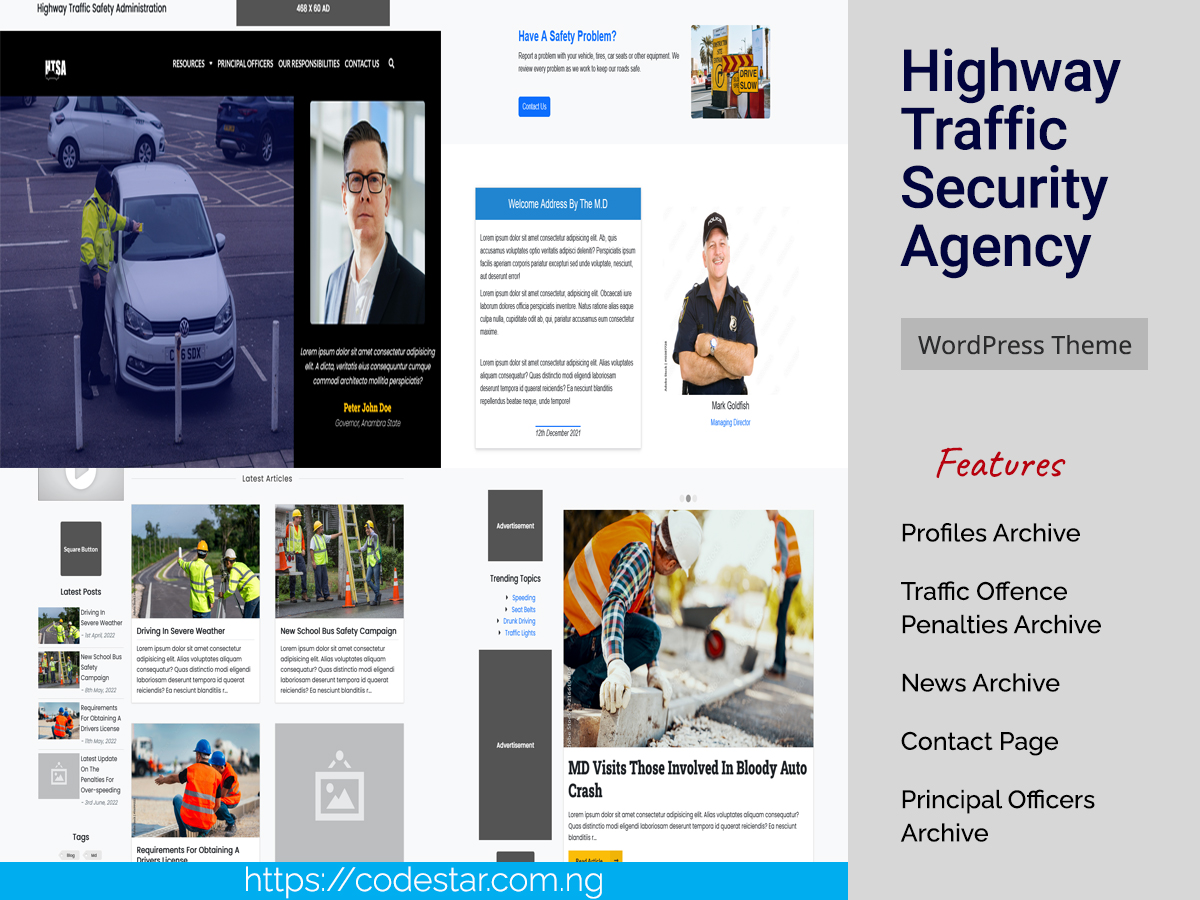 Highway Traffic Safety Administration
468 X 60 AD
HTSA
RESOURCES
PRINCIPAL OFFICERS
OUR RESPONSIBILITIES
CONTACT US
Lorem ipsum dolor sit amet consectetur adipisicing
elit. A dicta, veritatis eius consequuntur cumque
commodi architecto mollitia perspiciatis?
Peter John Doe
Governor, Anambra State
Have A Safety Problem?
Report a problem with your vehicle, tires, car seats or other equipment. We
review every problem as we work to keep our roads safe.
Contact Us
DRIVE
SLOW
Welcome Address By The M.D
Lorem ipsum dolor sit amet consectetur adipisicing elit. Ab, quis
accusamus voluptates optio veritatis adipisci deleniti? Perspiciatis ipsum
facilis aperiam corporis pariatur excepturi sed unde voluptate, nesciunt,
aut deserunt error!
Lorem ipsum dolor sit amet consectetur, adipisicing elit. Obcaecati iure
laborum dolores officia perspiciatis inventore. Natus ratione alias eaque
culpa nulla, cupiditate odit ab, qui, pariatur accusamus eum consectetur
maxime.
Lorem ipsum dolor sit amet consectetur adipisicing elit. Alias voluptates
aliquam consequatur? Quas distinctio modi eligendi laboriosam
deserunt tempora id quaerat reiciendis? Ea nesciunt blanditiis
repellendus beatae neque, unde tempore!
12th December 2021
POLICE
Mark Goldfish
Managing Director
Square Button
Latest Posts
Driving In
Severe Weather
- 1st April, 2022
New School Bus
Safety
Campaign
- 8th May, 2022
Requirements
For Obtaining A
Drivers License
- 11th May, 2022
Latest Update
On The
Penalties For
Over-speeding
- 3rd June, 2022
Tags
Blog
Md
Latest Articles
Driving In Severe Weather
Lorem ipsum dolor sit amet consectetur
adipisicing elit. Alias voluptates aliquam
consequatur? Quas distinctio modi eligendi
laboriosam deserunt tempora id quaerat
reiciendis? Ea nesciunt blanditiis r...
New School Bus Safety Campaign
Lorem ipsum dolor sit amet consectetur
adipisicing elit. Alias voluptates aliquam
consequatur? Quas distinctio modi eligendi
laboriosam deserunt tempora id quaerat
reiciendis? Ea nesciunt blanditiis r...
Requirements For Obtaining A
Drivers License
Advertisement
Trending Topics
Speeding
Seat Belts
Drunk Driving
Traffic Lights
Advertisement
MD Visits Those Involved In Bloody Auto
Crash
Lorem ipsum dolor sit amet consectetur adipisicing elit. Alias voluptates aliquam
consequatur? Quas distinctio modi eligendi laboriosam deserunt tempora id quaerat reiciendis? Ea nesciunt
blanditiis r...
Read Article
https://codestar.com.ng
Highway
Traffic
Security
Agency
WordPress Theme
Features
Profiles Archive
Traffic Offence
Penalties Archive
News Archive
Contact Page
Principal Officers
Archive